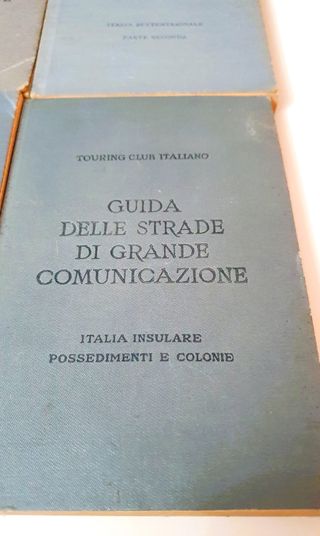 ITALIA SETTENTRIONALE
PARTE SECONDA
TOURING CLUB ITALIANO
GUIDA
DELLE STRADE
DI GRANDE
COMUNICAZIONE
ITALIA INSULARE
POSSEDIMENTI E COLONIE